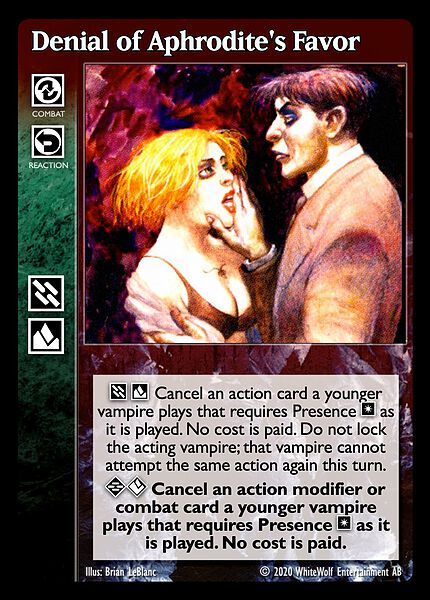 Denial of Aphrodite's Favor
COMBAT
REACTION
Cancel an action card a younger
vampire plays that requires Presence as
it is played. No cost is paid. Do not lock
the acting vampire; that vampire cannot
attempt the same action again this turn.
Cancel an action modifier or
combat card a younger vampire
plays that requires Presence as it
is played. No cost is paid.
Illus: Brian LeBlanc
© 2020 WhiteWolf Entertainment AB